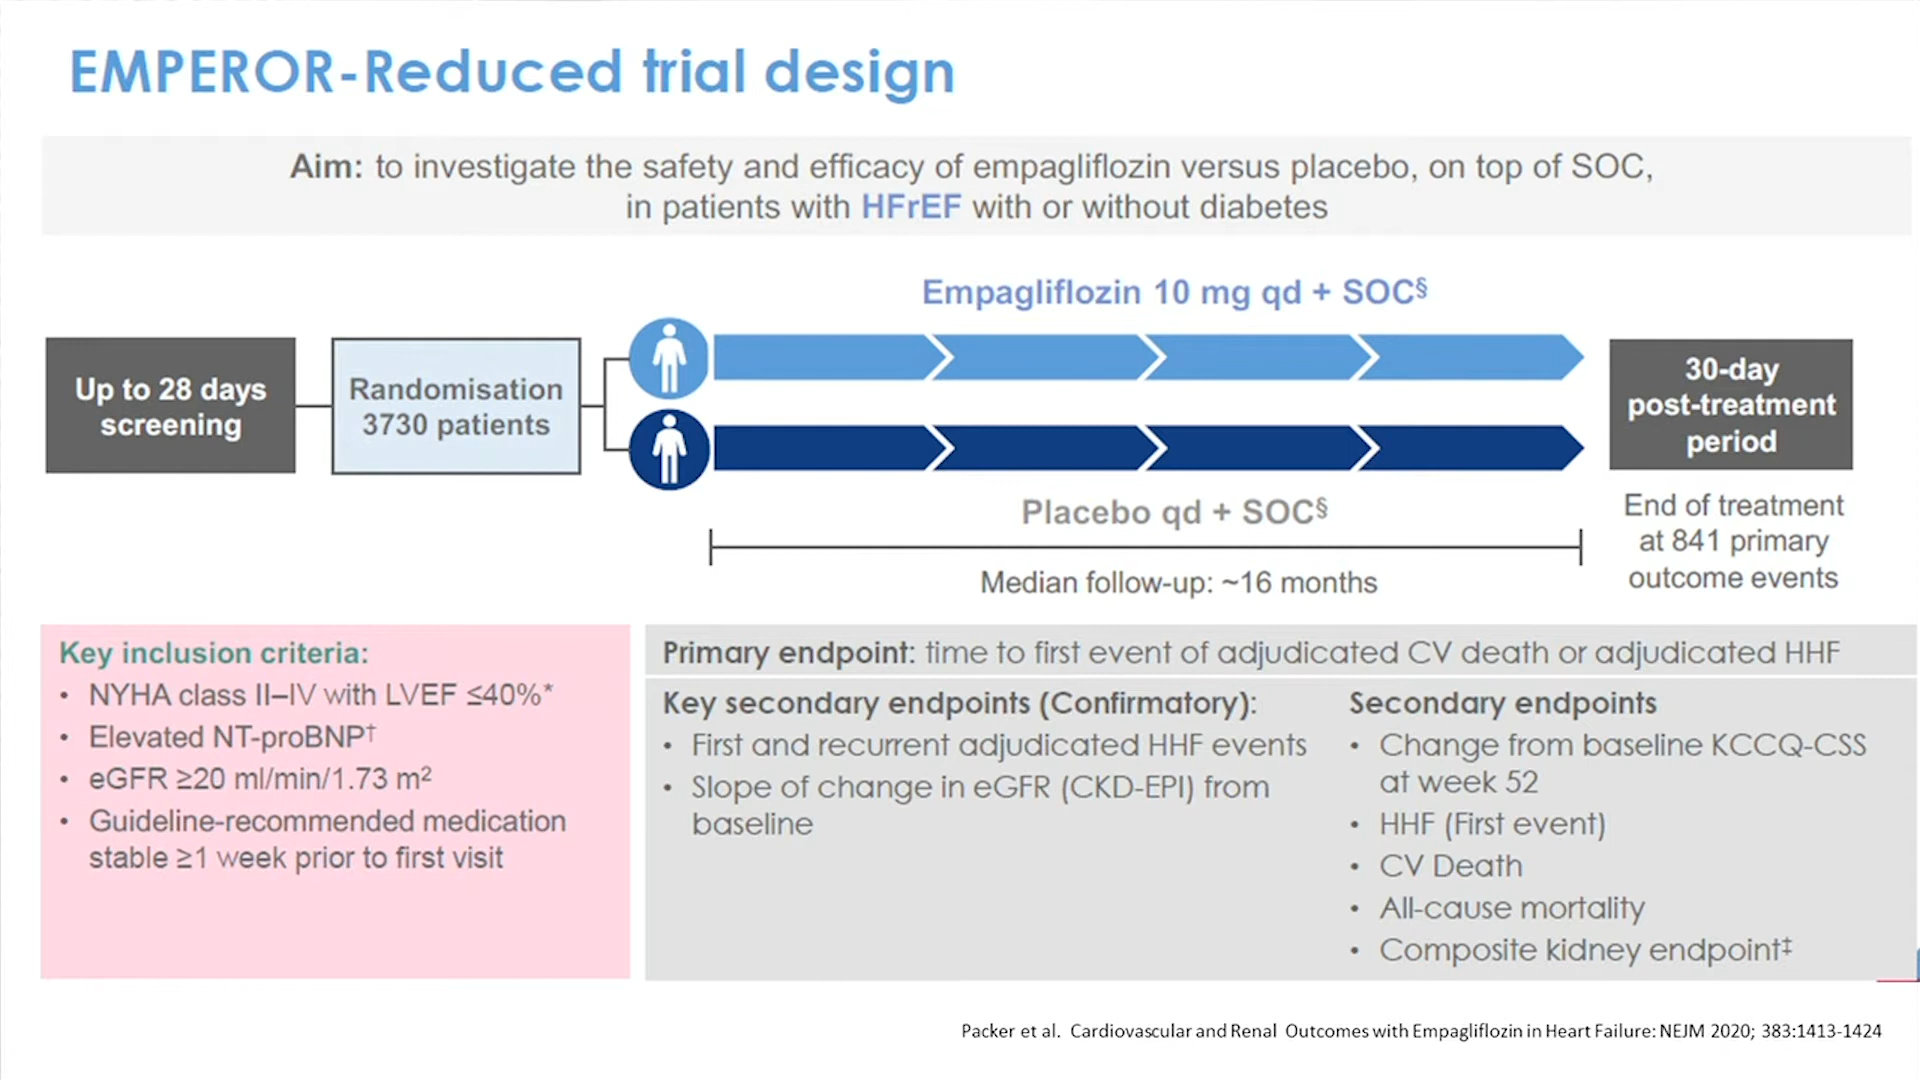 EMPEROR-Reduced trial design
Aim: to investigate the safety and efficacy of empagliflozin versus placebo, on top of SOC,
in patients with HFrEF with or without diabetes
Empagliflozin 10 mg qd + SOC§
Up to 28 days
screening
Randomisation
3730 patients
30-day
post-treatment
period
Placebo qd + SOC§
Median follow-up: ~16 months
End of treatment
at 841 primary
outcome events
Key inclusion criteria:
• NYHA class II–IV with LVEF ≤40%*
• Elevated NT-proBNP†
• eGFR ≥20 ml/min/1.73 m²
• Guideline-recommended medication
stable ≥1 week prior to first visit
Primary endpoint: time to first event of adjudicated CV death or adjudicated HHF
Key secondary endpoints (Confirmatory):
• First and recurrent adjudicated HHF events
• Slope of change in eGFR (CKD-EPI) from
baseline
Secondary endpoints
• Change from baseline KCCQ-CSS
at week 52
• HHF (First event)
• CV Death
• All-cause mortality
• Composite kidney endpoint‡
Packer et al. Cardiovascular and Renal Outcomes with Empagliflozin in Heart Failure: NEJM 2020; 383:1413-1424